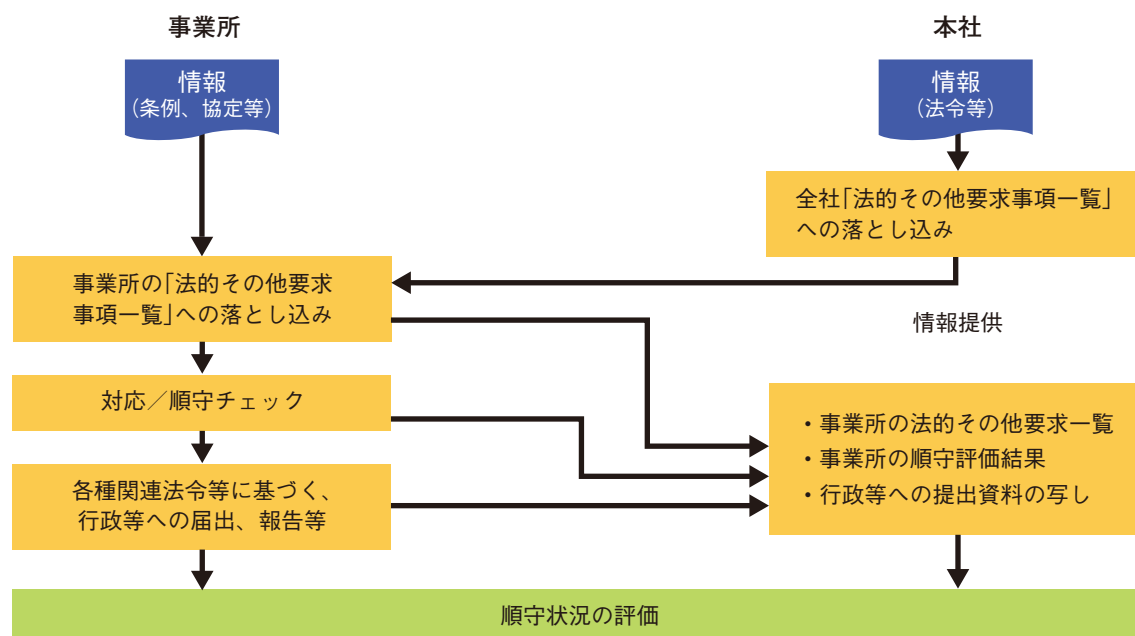 事業所
本社
情報
(条例、協定等)
情報
(法令等)
全社「法的その他要求事項一覧」
への落とし込み
事業所の「法的その他要求
事項一覧」への落とし込み
情報提供
対応／順守チェック
・事業所の法的その他要求一覧
・事業所の順守評価結果
・行政等への提出資料の写し
各種関連法令等に基づく、
行政等への届出、報告等
順守状況の評価